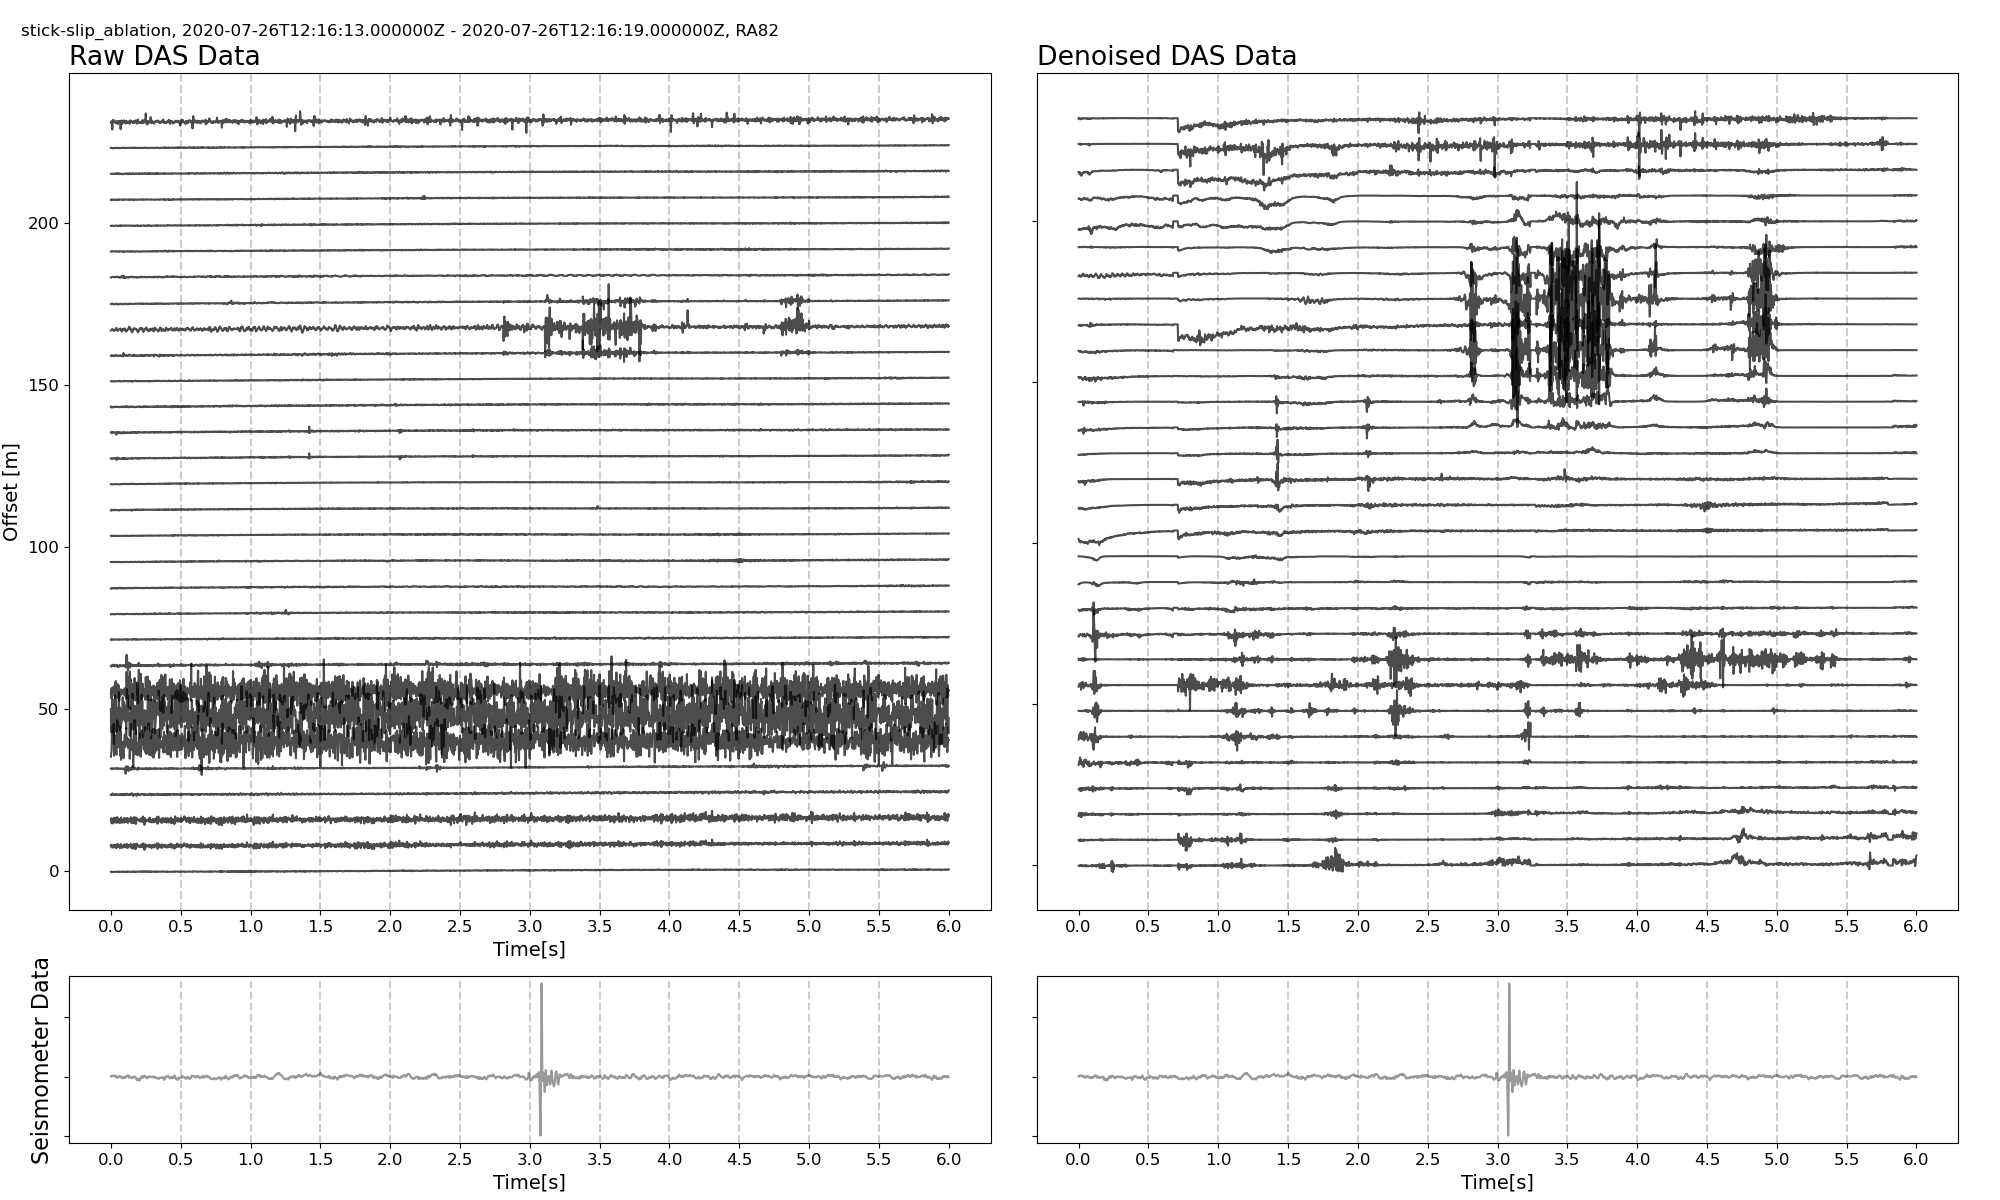 stick-slip_ablation, 2020-07-26T12:16:13.000000Z - 2020-07-26T12:16:19.000000Z, RA82
Raw DAS Data
Denoised DAS Data
Offset [m]
200
150
100
50
0
0.0 0.5 1.0 1.5 2.0 2.5 3.0 3.5 4.0 4.5 5.0 5.5 6.0
Time[s]
0.0 0.5 1.0 1.5 2.0 2.5 3.0 3.5 4.0 4.5 5.0 5.5 6.0
Seismometer Data
0.0 0.5 1.0 1.5 2.0 2.5 3.0 3.5 4.0 4.5 5.0 5.5 6.0
Time[s]
0.0 0.5 1.0 1.5 2.0 2.5 3.0 3.5 4.0 4.5 5.0 5.5 6.0
Time[s]